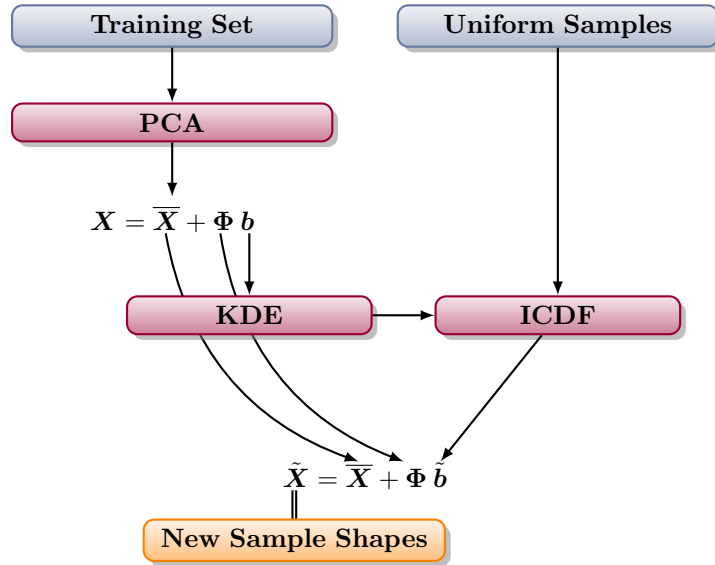 Training Set
Uniform Samples
PCA
X = X̅ + Φ b
KDE
ICDF
X̃ = X̅ + Φ b̃
New Sample Shapes